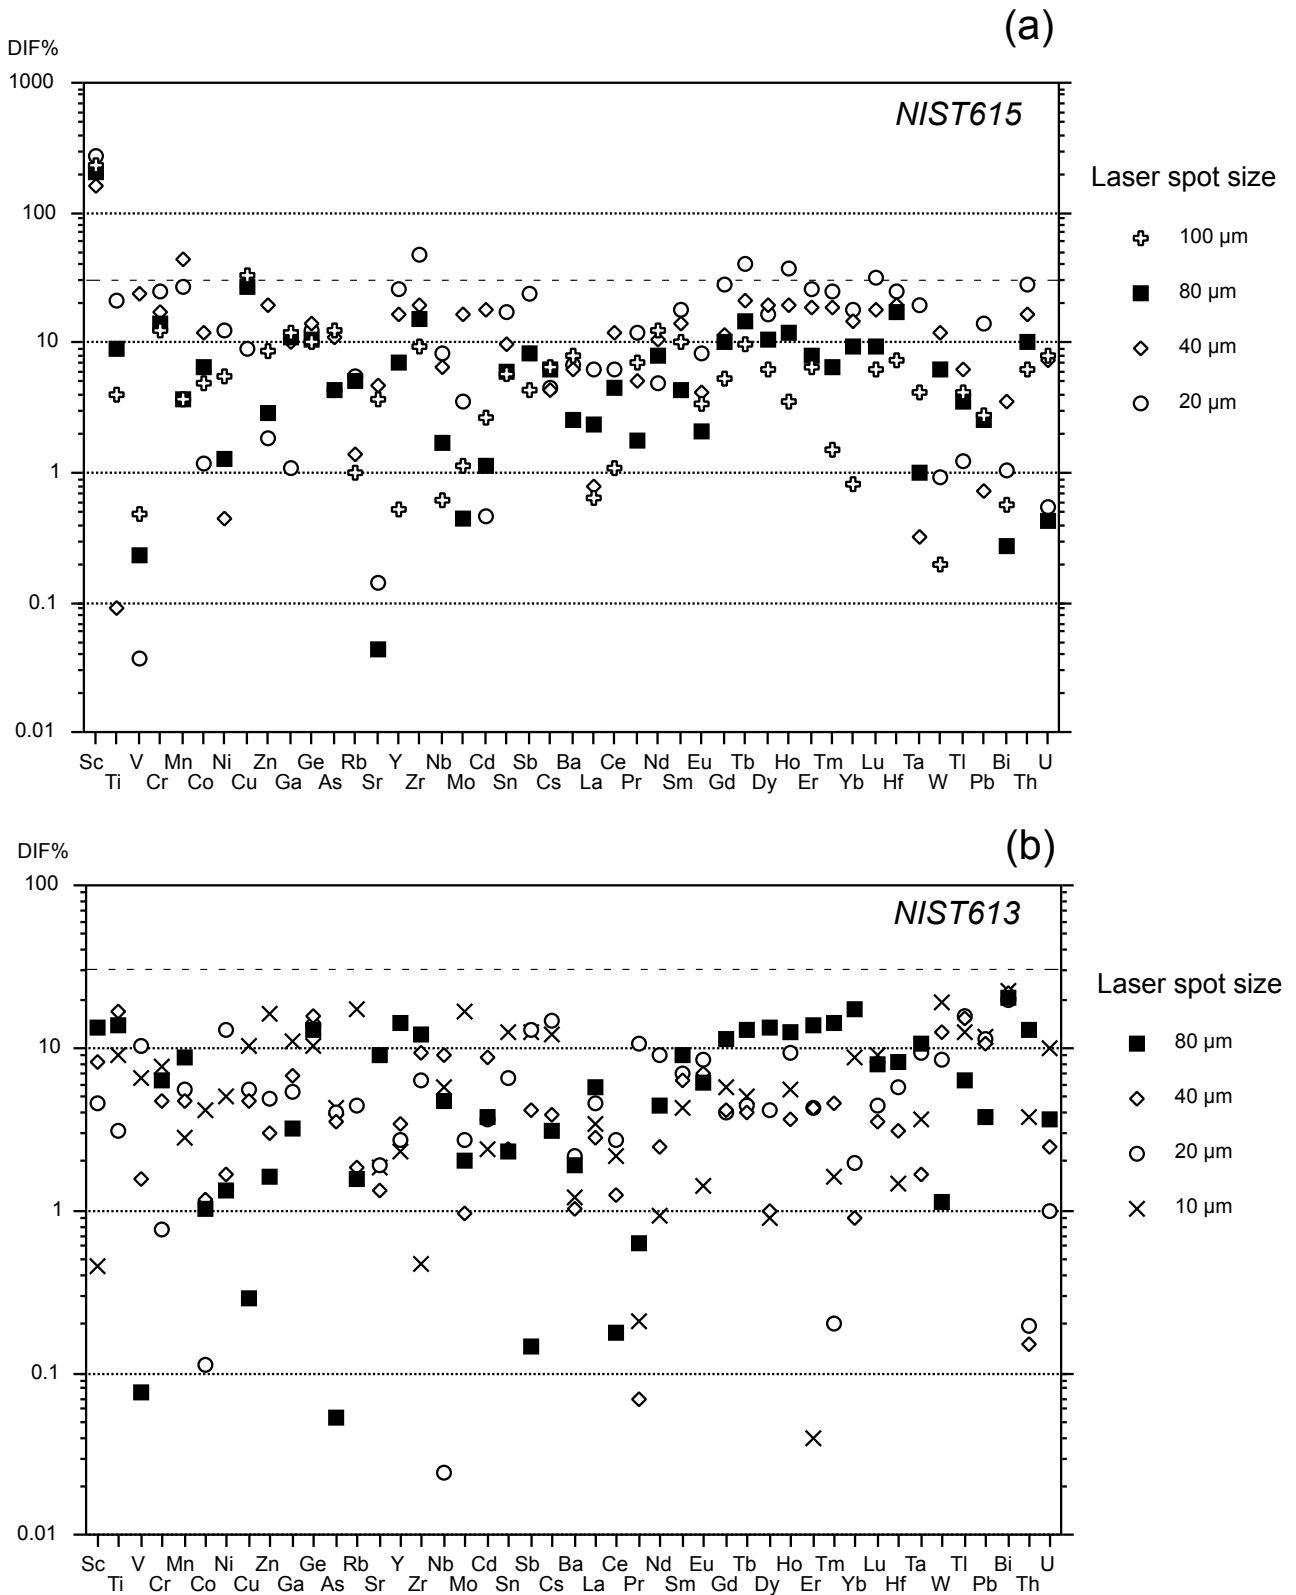 (a)
DIF%
1000
NIST615
Laser spot size
100 µm
80 µm
40 µm
20 µm
100
10
1
0.1
0.01
Sc V Mn Ni Zn Ge Rb Y Nb Cd Sb Ba Ce Nd Eu Tb Ho Tm Lu Ta Tl Bi U
Ti Cr Co Cu Ga As Sr Zr Mo Sn Cs La Pr Sm Gd Dy Er Yb Hf W Pb Th
(b)
DIF%
100
NIST613
Laser spot size
80 µm
40 µm
20 µm
10 µm
10
1
0.1
0.01
Sc V Mn Ni Zn Ge Rb Y Nb Cd Sb Ba Ce Nd Eu Tb Ho Tm Lu Ta Tl Bi U
Ti Cr Co Cu Ga As Sr Zr Mo Sn Cs La Pr Sm Gd Dy Er Yb Hf W Pb Th